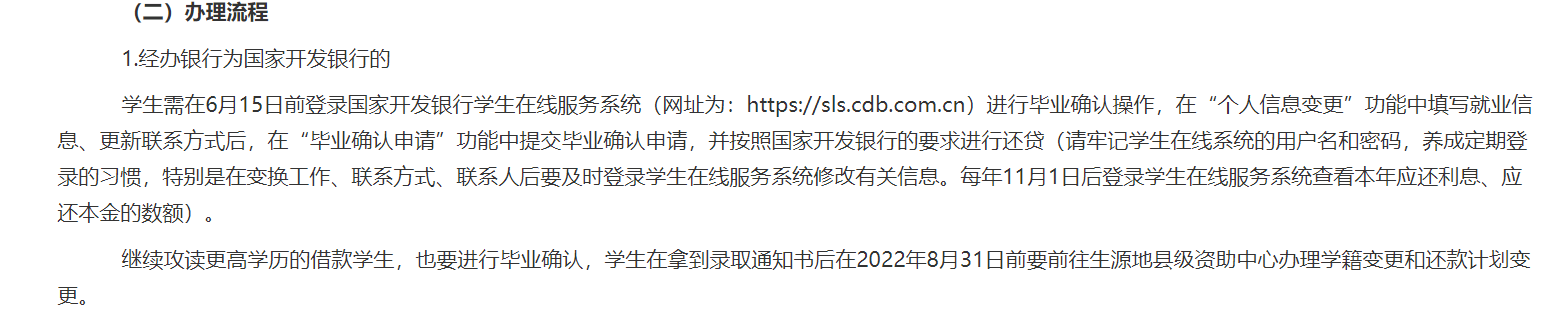 （二）办理流程
1.经办银行为国家开发银行的
学生需在6月15日前登录国家开发银行学生在线服务系统（网址为：https://sls.cdb.com.cn）进行毕业确认操作，在“个人信息变更”功能中填写就业信
息、更新联系方式后，在“毕业确认申请”功能中提交毕业确认申请，并按照国家开发银行的要求进行还贷（请牢记学生在线系统的用户名和密码，养成定期登
录的习惯，特别是在变换工作、联系方式、联系人后要及时登录学生在线服务系统修改有关信息。每年11月1日后登录学生在线服务系统查看本年应还利息、应
还本金的数额）。
继续攻读更高学历的借款学生，也要进行毕业确认，学生在拿到录取通知书后在2022年8月31日前要前往生源地县级资助中心办理学籍变更和还款计划变
更。